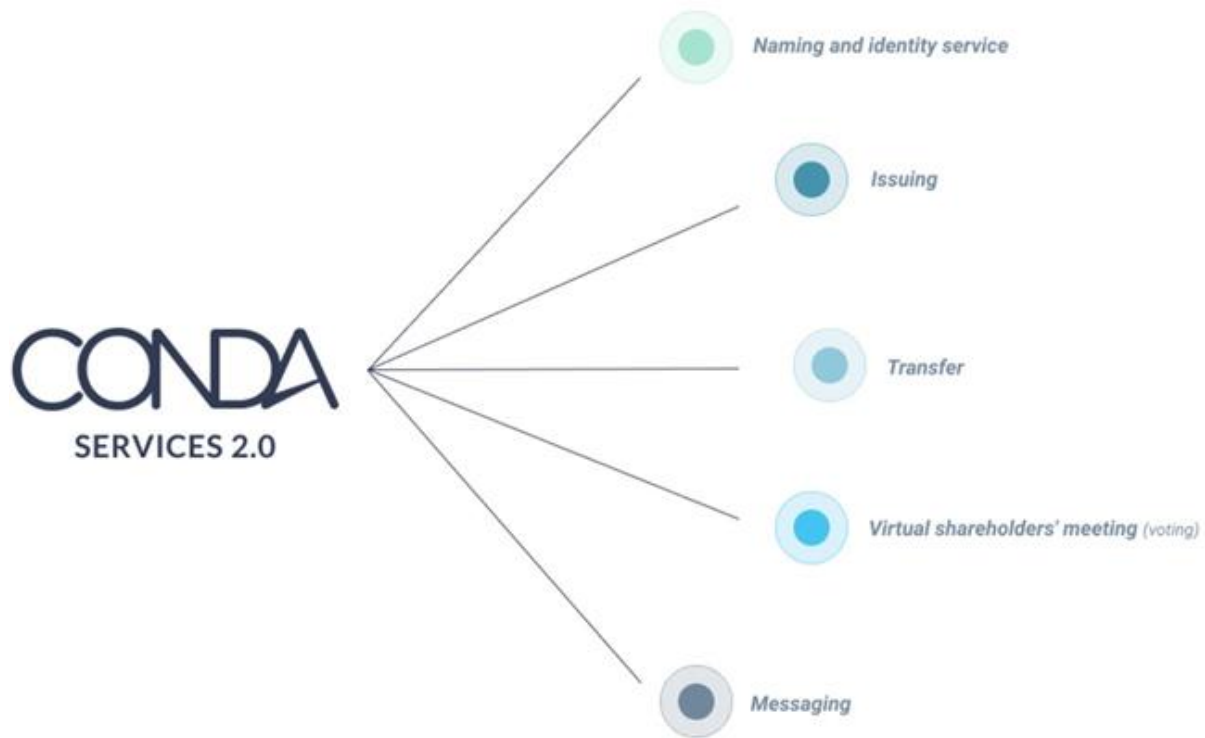 Naming and identity service
Issuing
CONDA
SERVICES 2.0
Transfer
Virtual shareholders' meeting (voting)
Messaging